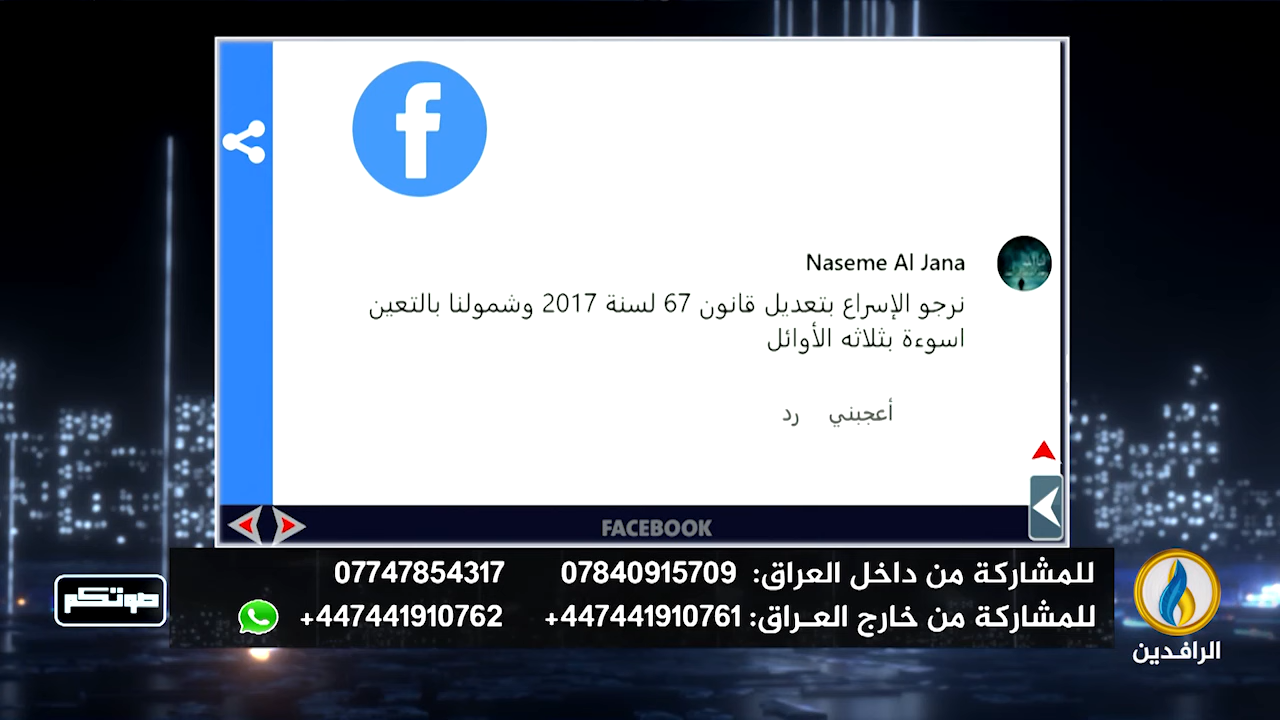 Naseme Al Jana
نرجو الإسراع بتعديل قانون 67 لسنة 2017 وشمولنا بالتعين
اسوءة بثلاثه الأوائل
أعجبني رد
FACEBOOK
للمشاركة من داخل العراق: 07840915709 07747854317
للمشاركة من خارج العـراق: 447441910761+ 447441910762+
صوتكم
الرافدين